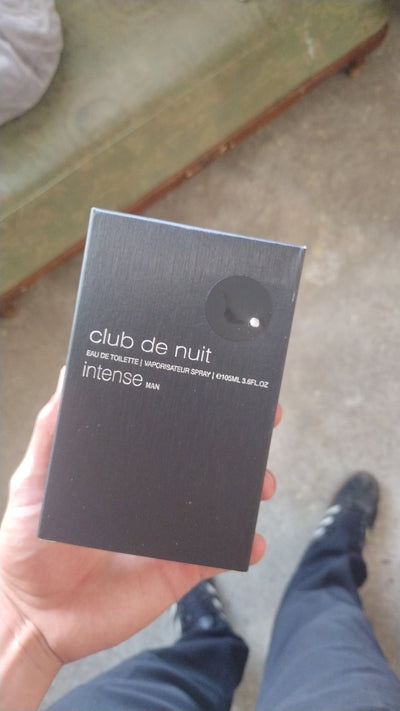 club de nuit
EAU DE TOILETTE | VAPORISATEUR SPRAY | ℮105ML 3.6FL.OZ
intense MAN